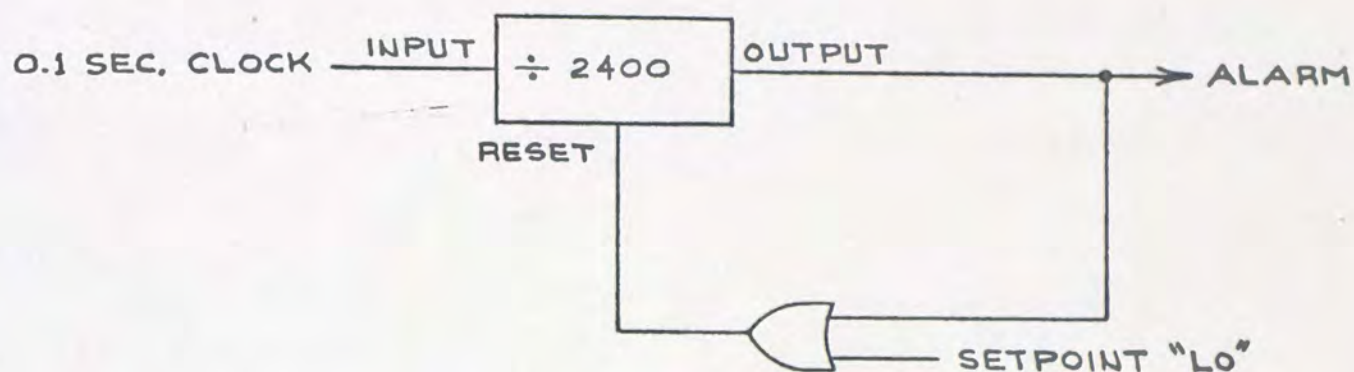 0.1 SEC. CLOCK
INPUT
÷ 2400
OUTPUT
ALARM
RESET
SETPOINT "LO"